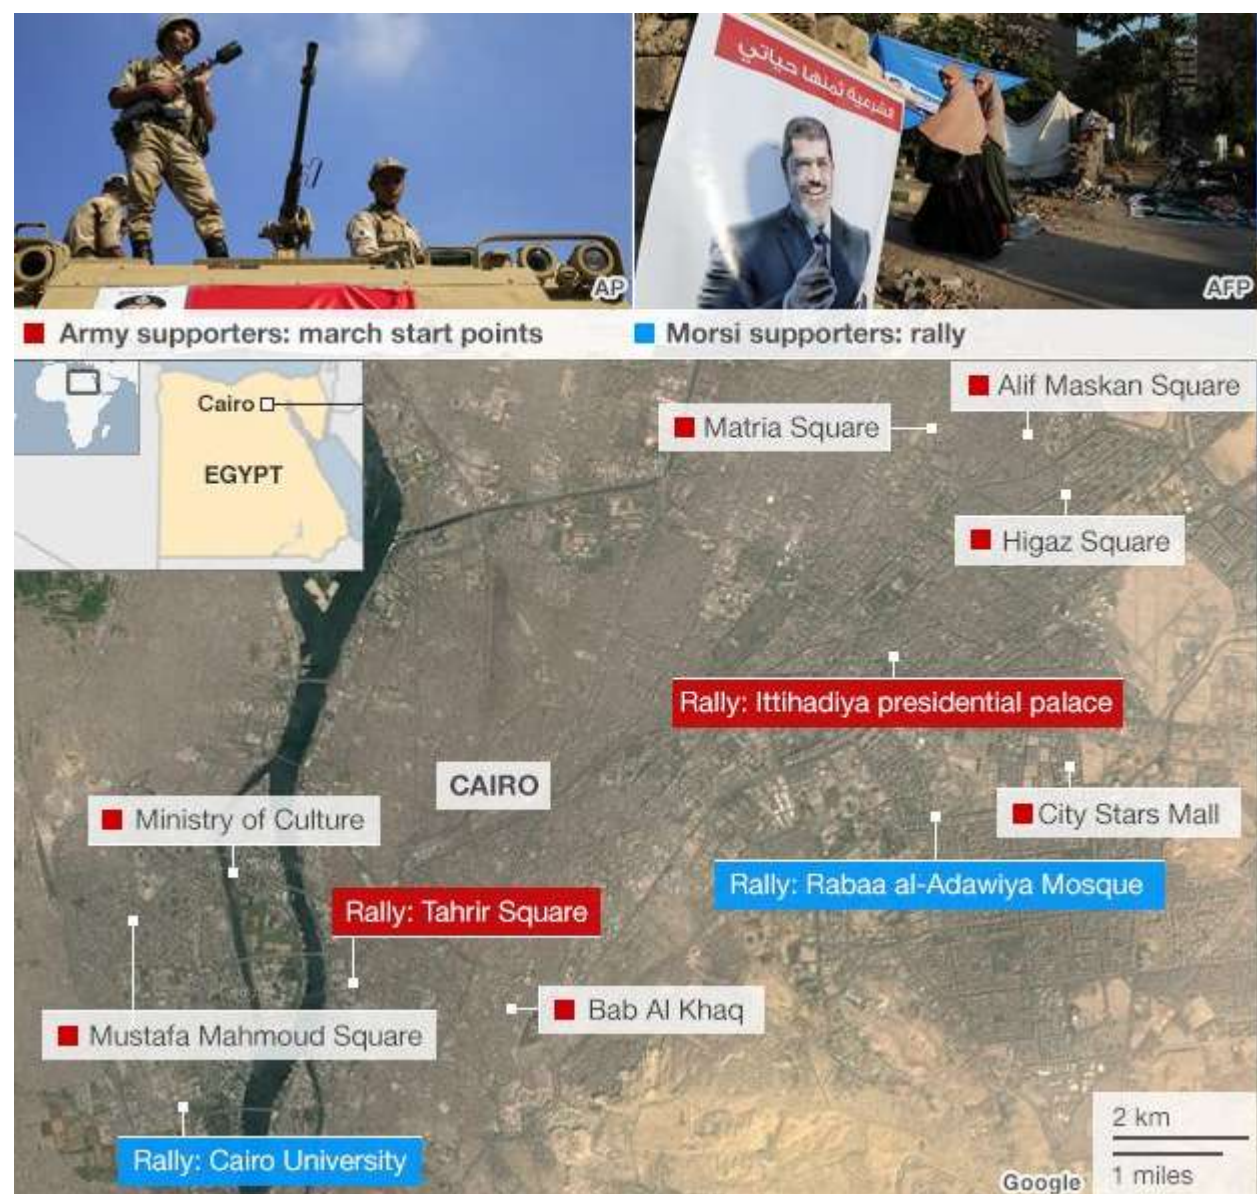 الشرعية ثمنها حياتي
AP
AFP
Army supporters: march start points
Morsi supporters: rally
Cairo
EGYPT
Alif Maskan Square
Matria Square
Higaz Square
Rally: Ittihadiya presidential palace
CAIRO
City Stars Mall
Ministry of Culture
Rally: Rabaa al-Adawiya Mosque
Rally: Tahrir Square
Bab Al Khaq
Mustafa Mahmoud Square
Rally: Cairo University
2 km
1 miles
Google